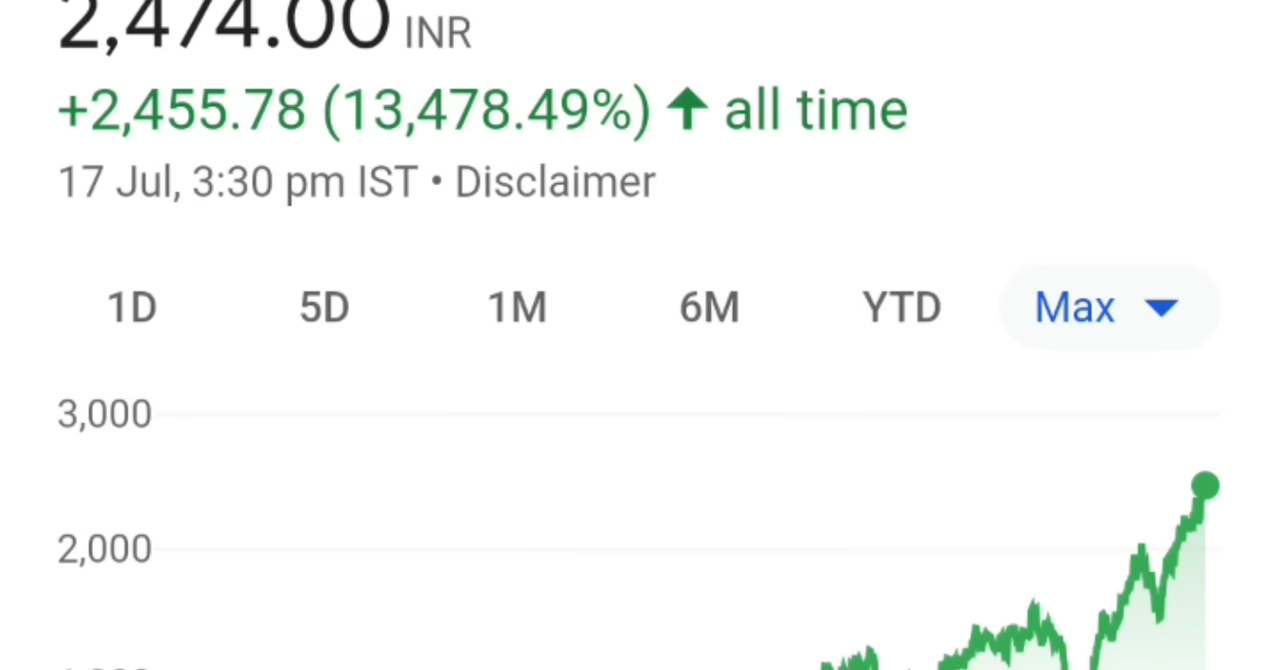 2,474.00 INR
+2,455.78 (13,478.49%) ↑ all time
17 Jul, 3:30 pm IST • Disclaimer
1D 5D 1M 6M YTD Max
3,000
2,000